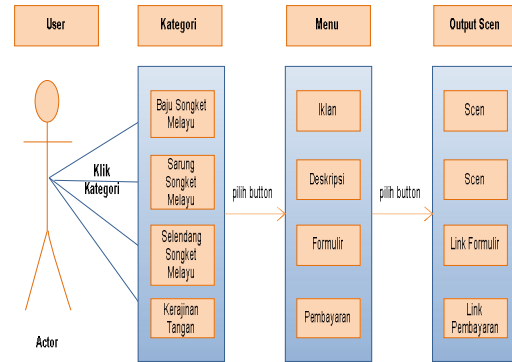 User
Kategori
Menu
Output Scen
Baju Songket
Melayu
Sarung
Songket
Melayu
Selendang
Songket
Melayu
Kerajinan
Tangan
Klik
Kategori
pilih button
Iklan
Deskripsi
Formulir
Pembayaran
pilih button
Scen
Scen
Link Formulir
Link
Pembayaran
Actor